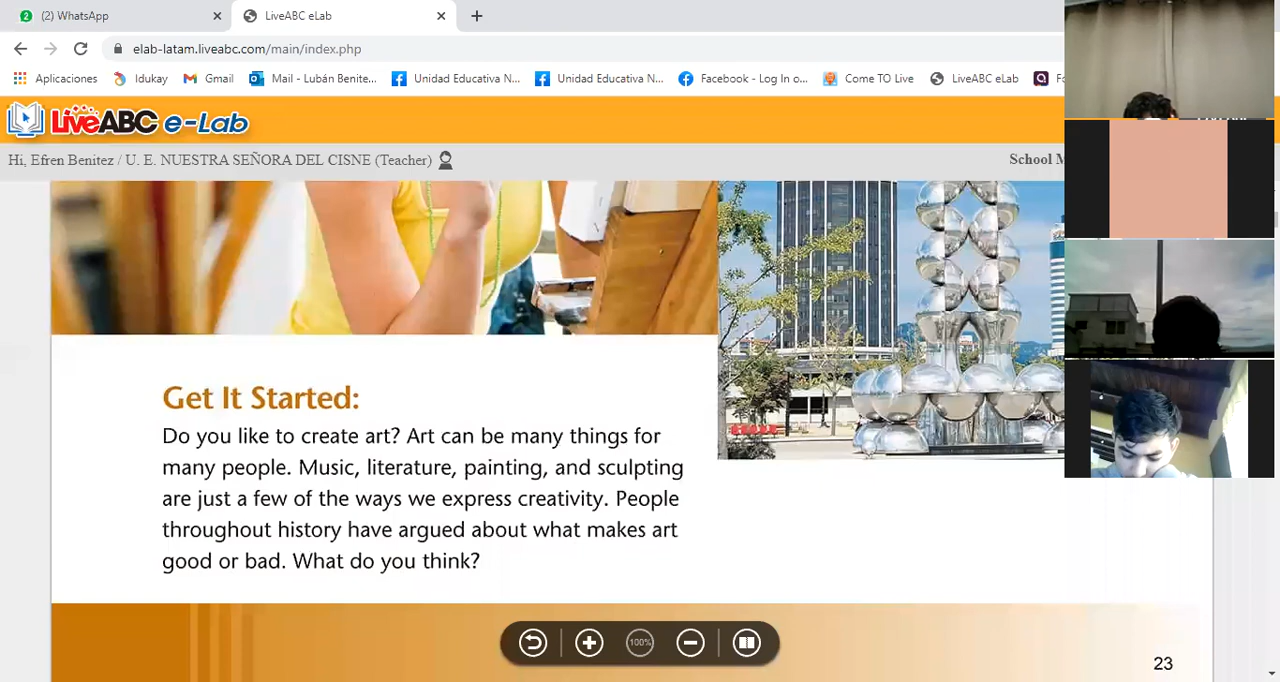 (2) WhatsApp
LiveABC eLab
elab-latam.liveabc.com/main/index.php
Aplicaciones Idukay Gmail Mail - Lubán Benite... Unidad Educativa N... Unidad Educativa N... Facebook - Log In o... Come TO Live LiveABC eLab
LiveABC e-Lab
Hi, Efren Benitez / U. E. NUESTRA SEÑORA DEL CISNE (Teacher)
School
Get It Started:
Do you like to create art? Art can be many things for
many people. Music, literature, painting, and sculpting
are just a few of the ways we express creativity. People
throughout history have argued about what makes art
good or bad. What do you think?
100%
23